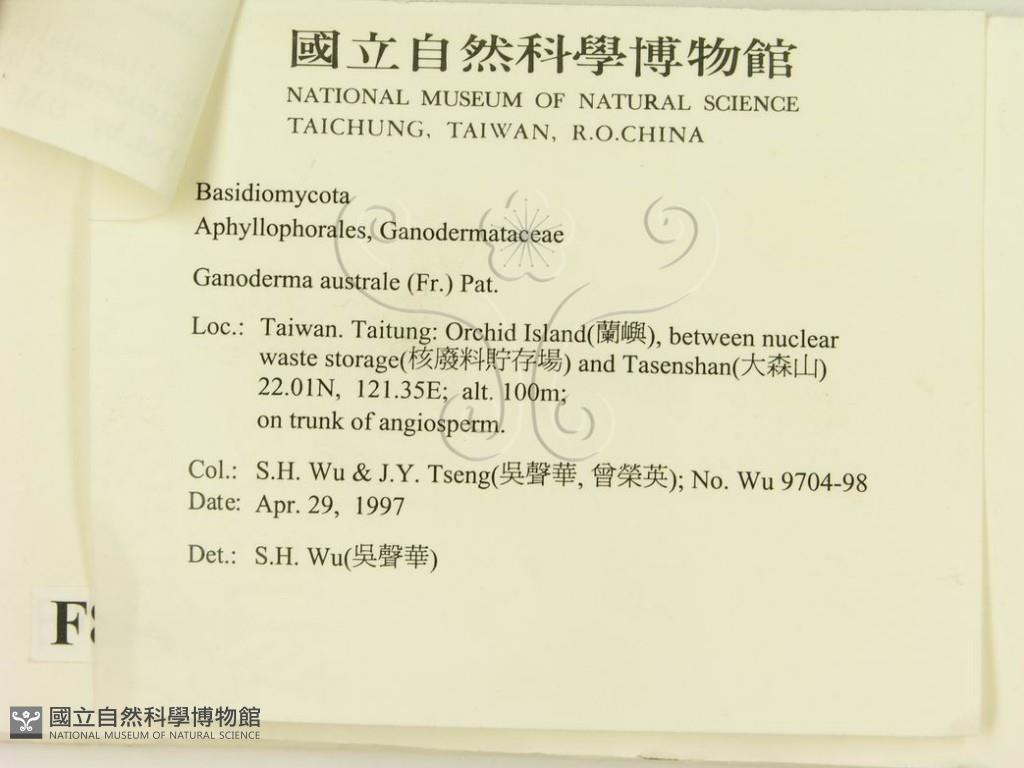 國立自然科學博物館
NATIONAL MUSEUM OF NATURAL SCIENCE
TAICHUNG, TAIWAN, R.O.CHINA
Basidiomycota
Aphyllophorales, Ganodermataceae
Ganoderma australe (Fr.) Pat.
Loc.: Taiwan. Taitung: Orchid Island(蘭嶼), between nuclear
waste storage(核廢料貯存場) and Tasenshan(大森山)
22.01N, 121.35E; alt. 100m;
on trunk of angiosperm.
Col.: S.H. Wu & J.Y. Tseng(吳聲華, 曾榮英); No. Wu 9704-98
Date: Apr. 29, 1997
Det.: S.H. Wu(吳聲華)
國立自然科學博物館
NATIONAL MUSEUM OF NATURAL SCIENCE